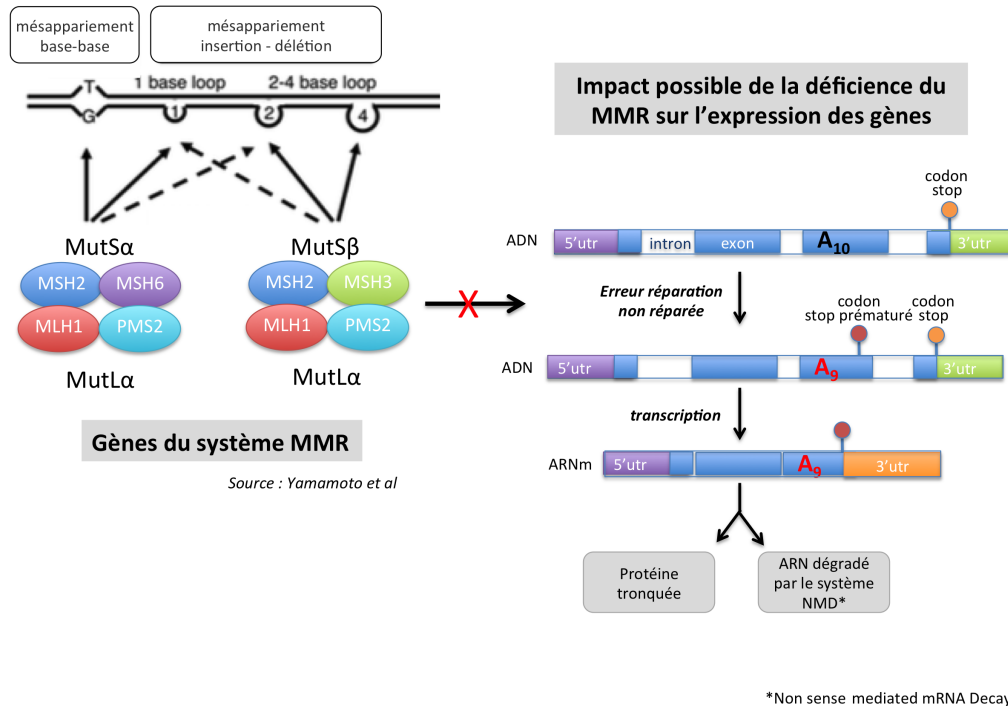 mésappariement
base-base
mésappariement
insertion - délétion
T
G
1 base loop
2-4 base loop
1
2
4
MutSα
MutSβ
MSH2
MSH6
MLH1
PMS2
MSH2
MSH3
MLH1
PMS2
MutLα
MutLα
X
Gènes du système MMR
Source : Yamamoto et al
Impact possible de la déficience du
MMR sur l’expression des gènes
codon
stop
ADN
5’utr
intron
exon
A10
3’utr
Erreur réparation
non réparée
codon
stop prématuré
codon
stop
ADN
5’utr
A9
3’utr
transcription
ARNm
5’utr
A9
3’utr
Protéine
tronquée
ARN dégradé
par le système
NMD*
*Non sense mediated mRNA Decay